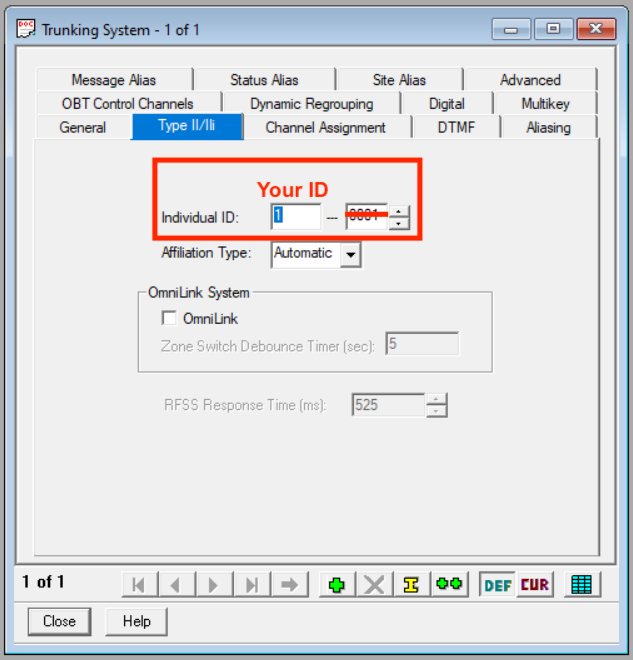 DOC Trunking System - 1 of 1
Message Alias Status Alias Site Alias Advanced
OBT Control Channels Dynamic Regrouping Digital Multikey
General Type II/IIi Channel Assignment DTMF Aliasing
Your ID
Individual ID: 1 --- 0001
Affiliation Type: Automatic
OmniLink System
OmniLink
Zone Switch Debounce Timer (sec): 5
RFSS Response Time (ms): 525
1 of 1 DEF CUR
Close Help